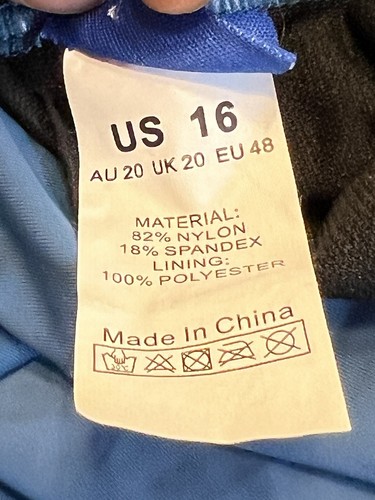 US 16
AU 20 UK 20 EU 48
MATERIAL:
82% NYLON
18% SPANDEX
LINING:
100% POLYESTER
Made In China